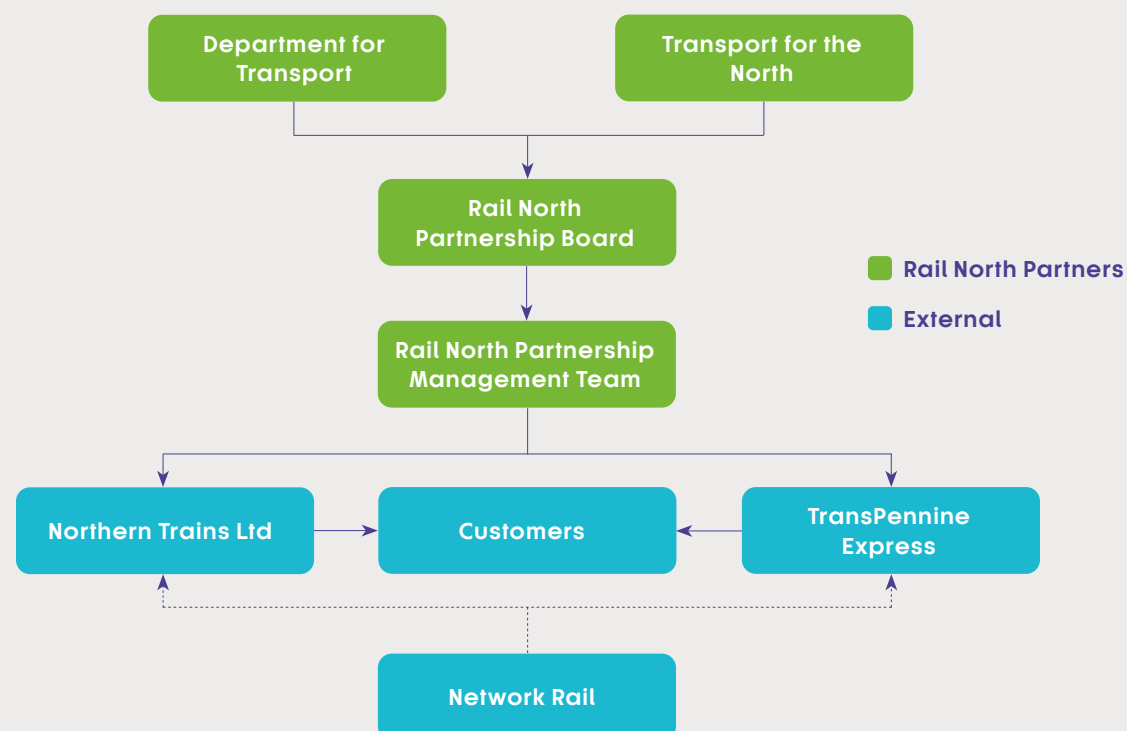 Department for
Transport
Transport for the
North
Rail North
Partnership Board
Rail North Partners
External
Rail North Partnership
Management Team
Northern Trains Ltd
Customers
TransPennine
Express
Network Rail